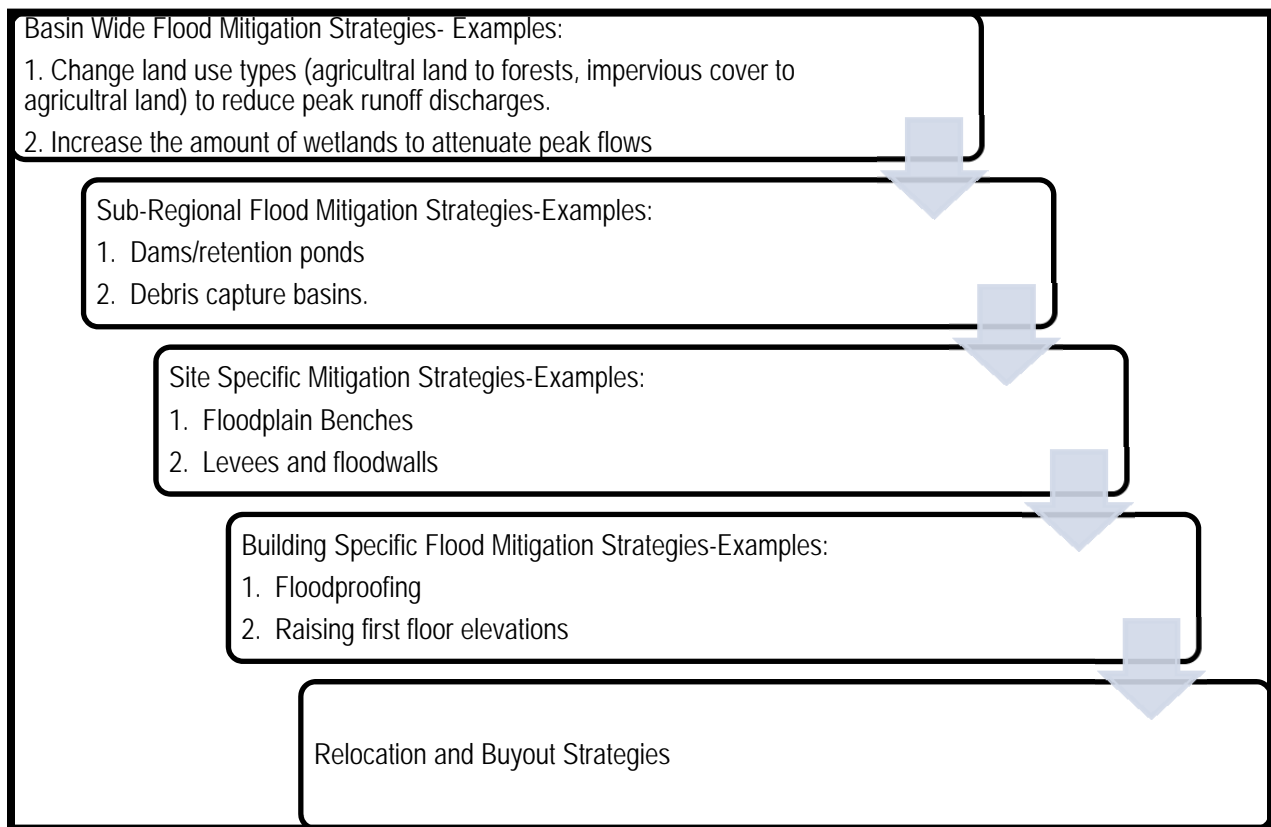 Basin Wide Flood Mitigation Strategies- Examples:
1. Change land use types (agricultral land to forests, impervious cover to
agricultral land) to reduce peak runoff discharges.
2. Increase the amount of wetlands to attenuate peak flows
Sub-Regional Flood Mitigation Strategies-Examples:
1. Dams/retention ponds
2. Debris capture basins.
Site Specific Mitigation Strategies-Examples:
1. Floodplain Benches
2. Levees and floodwalls
Building Specific Flood Mitigation Strategies-Examples:
1. Floodproofing
2. Raising first floor elevations
Relocation and Buyout Strategies